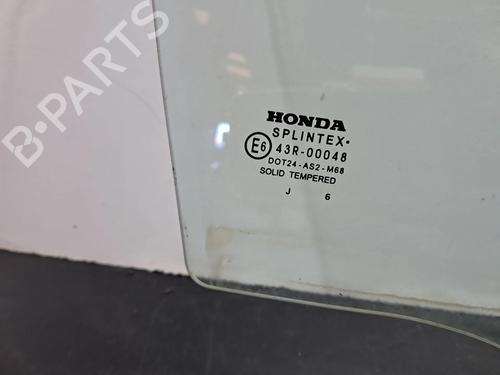 B-PARTS
HONDA
SPLINTEX
E6 43R-00048
DOT24-AS2-M68
SOLID TEMPERED
J 6